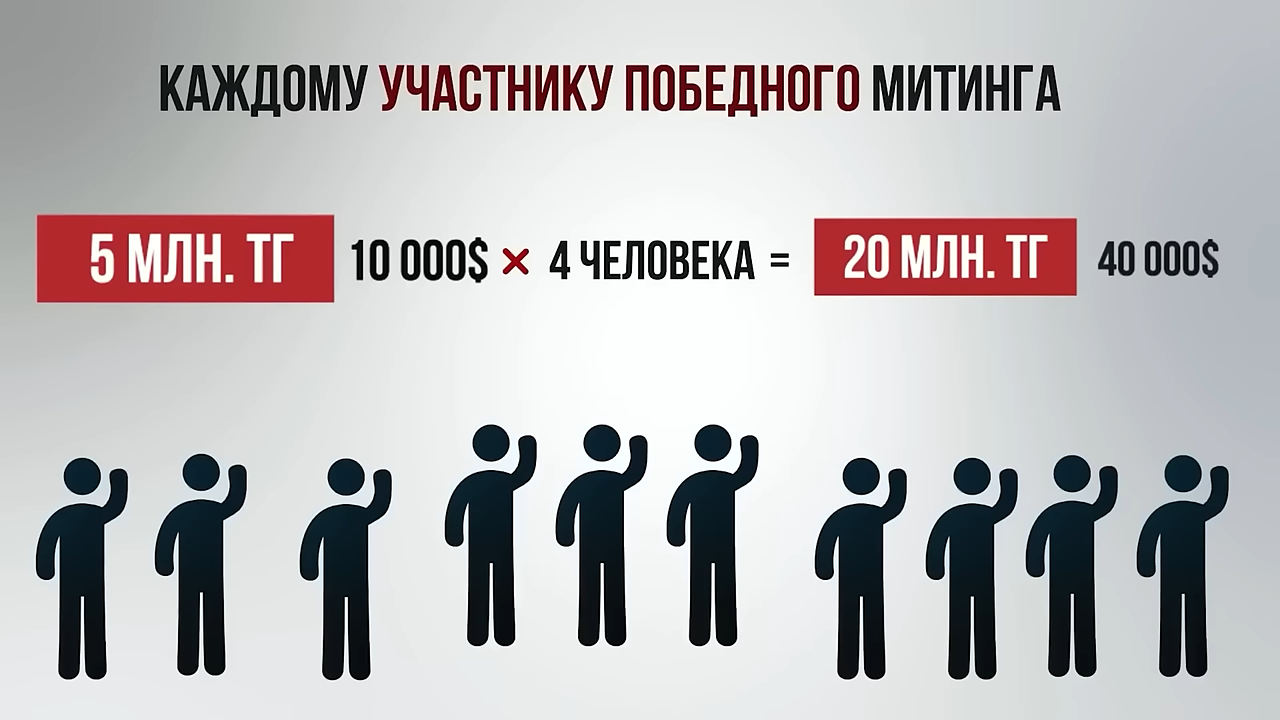 КАЖДОМУ УЧАСТНИКУ ПОБЕДНОГО МИТИНГА
5 МЛН. ТГ 10 000$ × 4 ЧЕЛОВЕКА = 20 МЛН. ТГ 40 000$